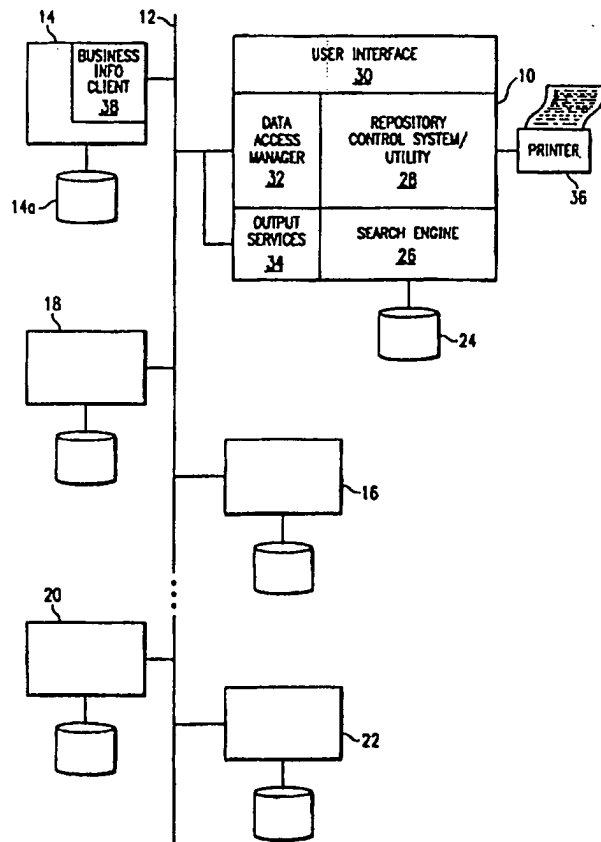 14
12
BUSINESS
INFO
CLIENT
38
USER INTERFACE
30
10
DATA
ACCESS
MANAGER
32
REPOSITORY
CONTROL SYSTEM/
UTILITY
28
PRINTER
36
14a
OUTPUT
SERVICES
34
SEARCH ENGINE
26
24
18
16
20
22